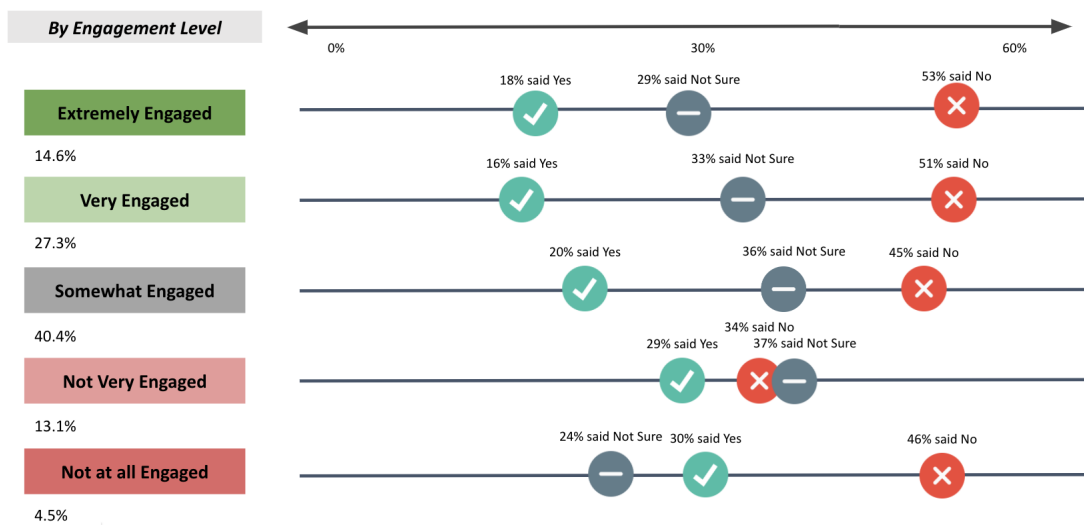 By Engagement Level
0%
30%
60%
18% said Yes
29% said Not Sure
53% said No
Extremely Engaged
14.6%
16% said Yes
33% said Not Sure
51% said No
Very Engaged
27.3%
20% said Yes
36% said Not Sure
45% said No
Somewhat Engaged
40.4%
34% said No
29% said Yes
37% said Not Sure
Not Very Engaged
13.1%
24% said Not Sure
30% said Yes
46% said No
Not at all Engaged
4.5%